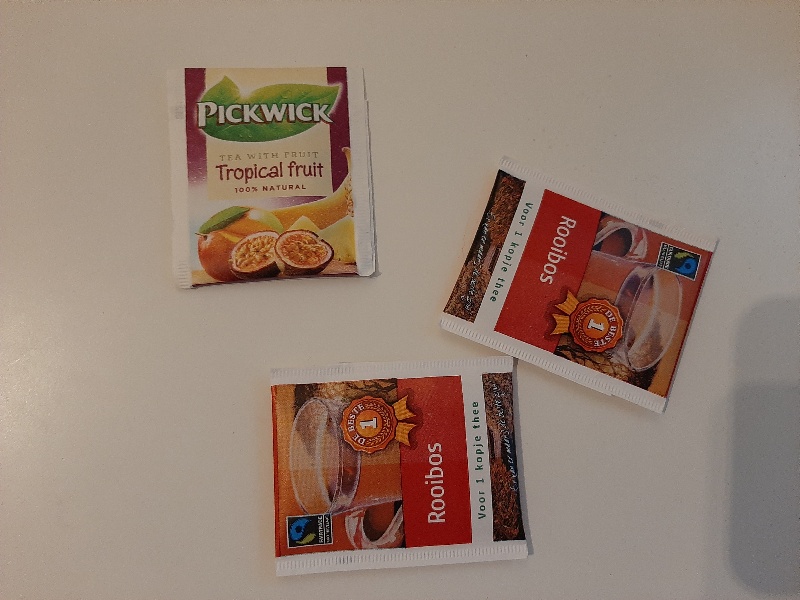 PICKWICK
TEA WITH FRUIT
Tropical fruit
100% NATURAL
Voor 1 kopje thee
Rooibos
DE BESTE
1
Rooibos
Voor 1 kopje thee
DE BESTE
1